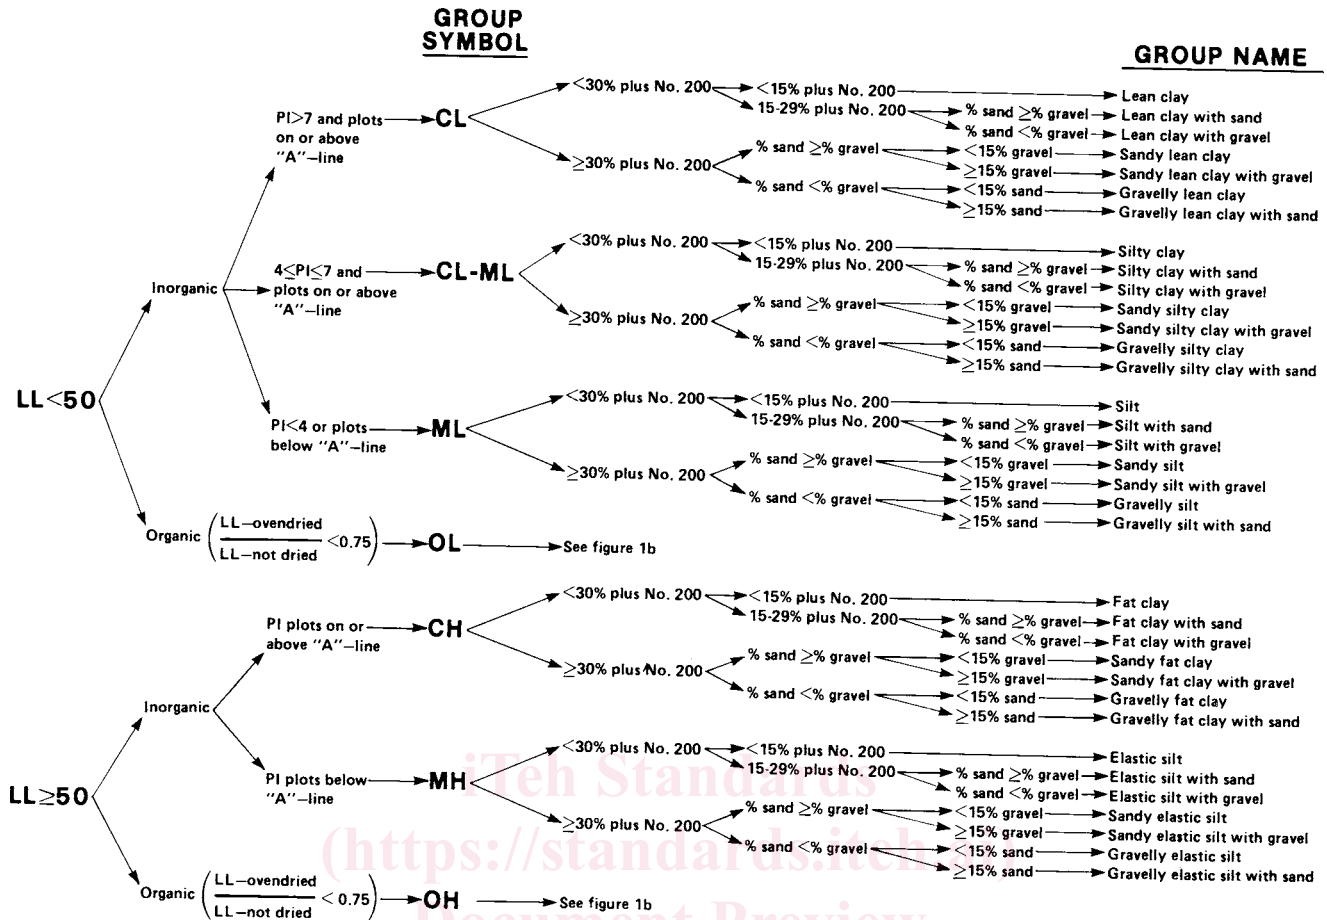 GROUP
SYMBOL
GROUP NAME
LL<50
Inorganic
PI>7 and plots
on or above
"A"–line
CL
<30% plus No. 200
<15% plus No. 200
Lean clay
15-29% plus No. 200
% sand ≥% gravel
Lean clay with sand
% sand <% gravel
Lean clay with gravel
≥30% plus No. 200
% sand ≥% gravel
<15% gravel
Sandy lean clay
≥15% gravel
Sandy lean clay with gravel
% sand <% gravel
<15% sand
Gravelly lean clay
≥15% sand
Gravelly lean clay with sand
4≤PI≤7 and
plots on or above
"A"–line
CL-ML
<30% plus No. 200
<15% plus No. 200
Silty clay
15-29% plus No. 200
% sand ≥% gravel
Silty clay with sand
% sand <% gravel
Silty clay with gravel
≥30% plus No. 200
% sand ≥% gravel
<15% gravel
Sandy silty clay
≥15% gravel
Sandy silty clay with gravel
% sand <% gravel
<15% sand
Gravelly silty clay
≥15% sand
Gravelly silty clay with sand
PI<4 or plots
below "A"–line
ML
<30% plus No. 200
<15% plus No. 200
Silt
15-29% plus No. 200
% sand ≥% gravel
Silt with sand
% sand <% gravel
Silt with gravel
≥30% plus No. 200
% sand ≥% gravel
<15% gravel
Sandy silt
≥15% gravel
Sandy silt with gravel
% sand <% gravel
<15% sand
Gravelly silt
≥15% sand
Gravelly silt with sand
Organic (LL–ovendried / LL–not dried <0.75)
OL
See figure 1b
LL≥50
Inorganic
PI plots on or
above "A"–line
CH
<30% plus No. 200
<15% plus No. 200
Fat clay
15-29% plus No. 200
% sand ≥% gravel
Fat clay with sand
% sand <% gravel
Fat clay with gravel
≥30% plus No. 200
% sand ≥% gravel
<15% gravel
Sandy fat clay
≥15% gravel
Sandy fat clay with gravel
% sand <% gravel
<15% sand
Gravelly fat clay
≥15% sand
Gravelly fat clay with sand
PI plots below
"A"–line
MH
<30% plus No. 200
<15% plus No. 200
Elastic silt
15-29% plus No. 200
% sand ≥% gravel
Elastic silt with sand
% sand <% gravel
Elastic silt with gravel
≥30% plus No. 200
% sand ≥% gravel
<15% gravel
Sandy elastic silt
≥15% gravel
Sandy elastic silt with gravel
% sand <% gravel
<15% sand
Gravelly elastic silt
≥15% sand
Gravelly elastic silt with sand
Organic (LL–ovendried / LL–not dried < 0.75)
OH
See figure 1b
iTeh Standards
(https://standards.iteh.ai)
Document Preview